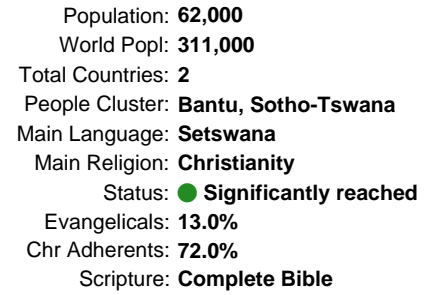 Population: 62,000
World Popl: 311,000
Total Countries: 2
People Cluster: Bantu, Sotho-Tswana
Main Language: Setswana
Main Religion: Christianity
Status: Significantly reached
Evangelicals: 13.0%
Chr Adherents: 72.0%
Scripture: Complete Bible